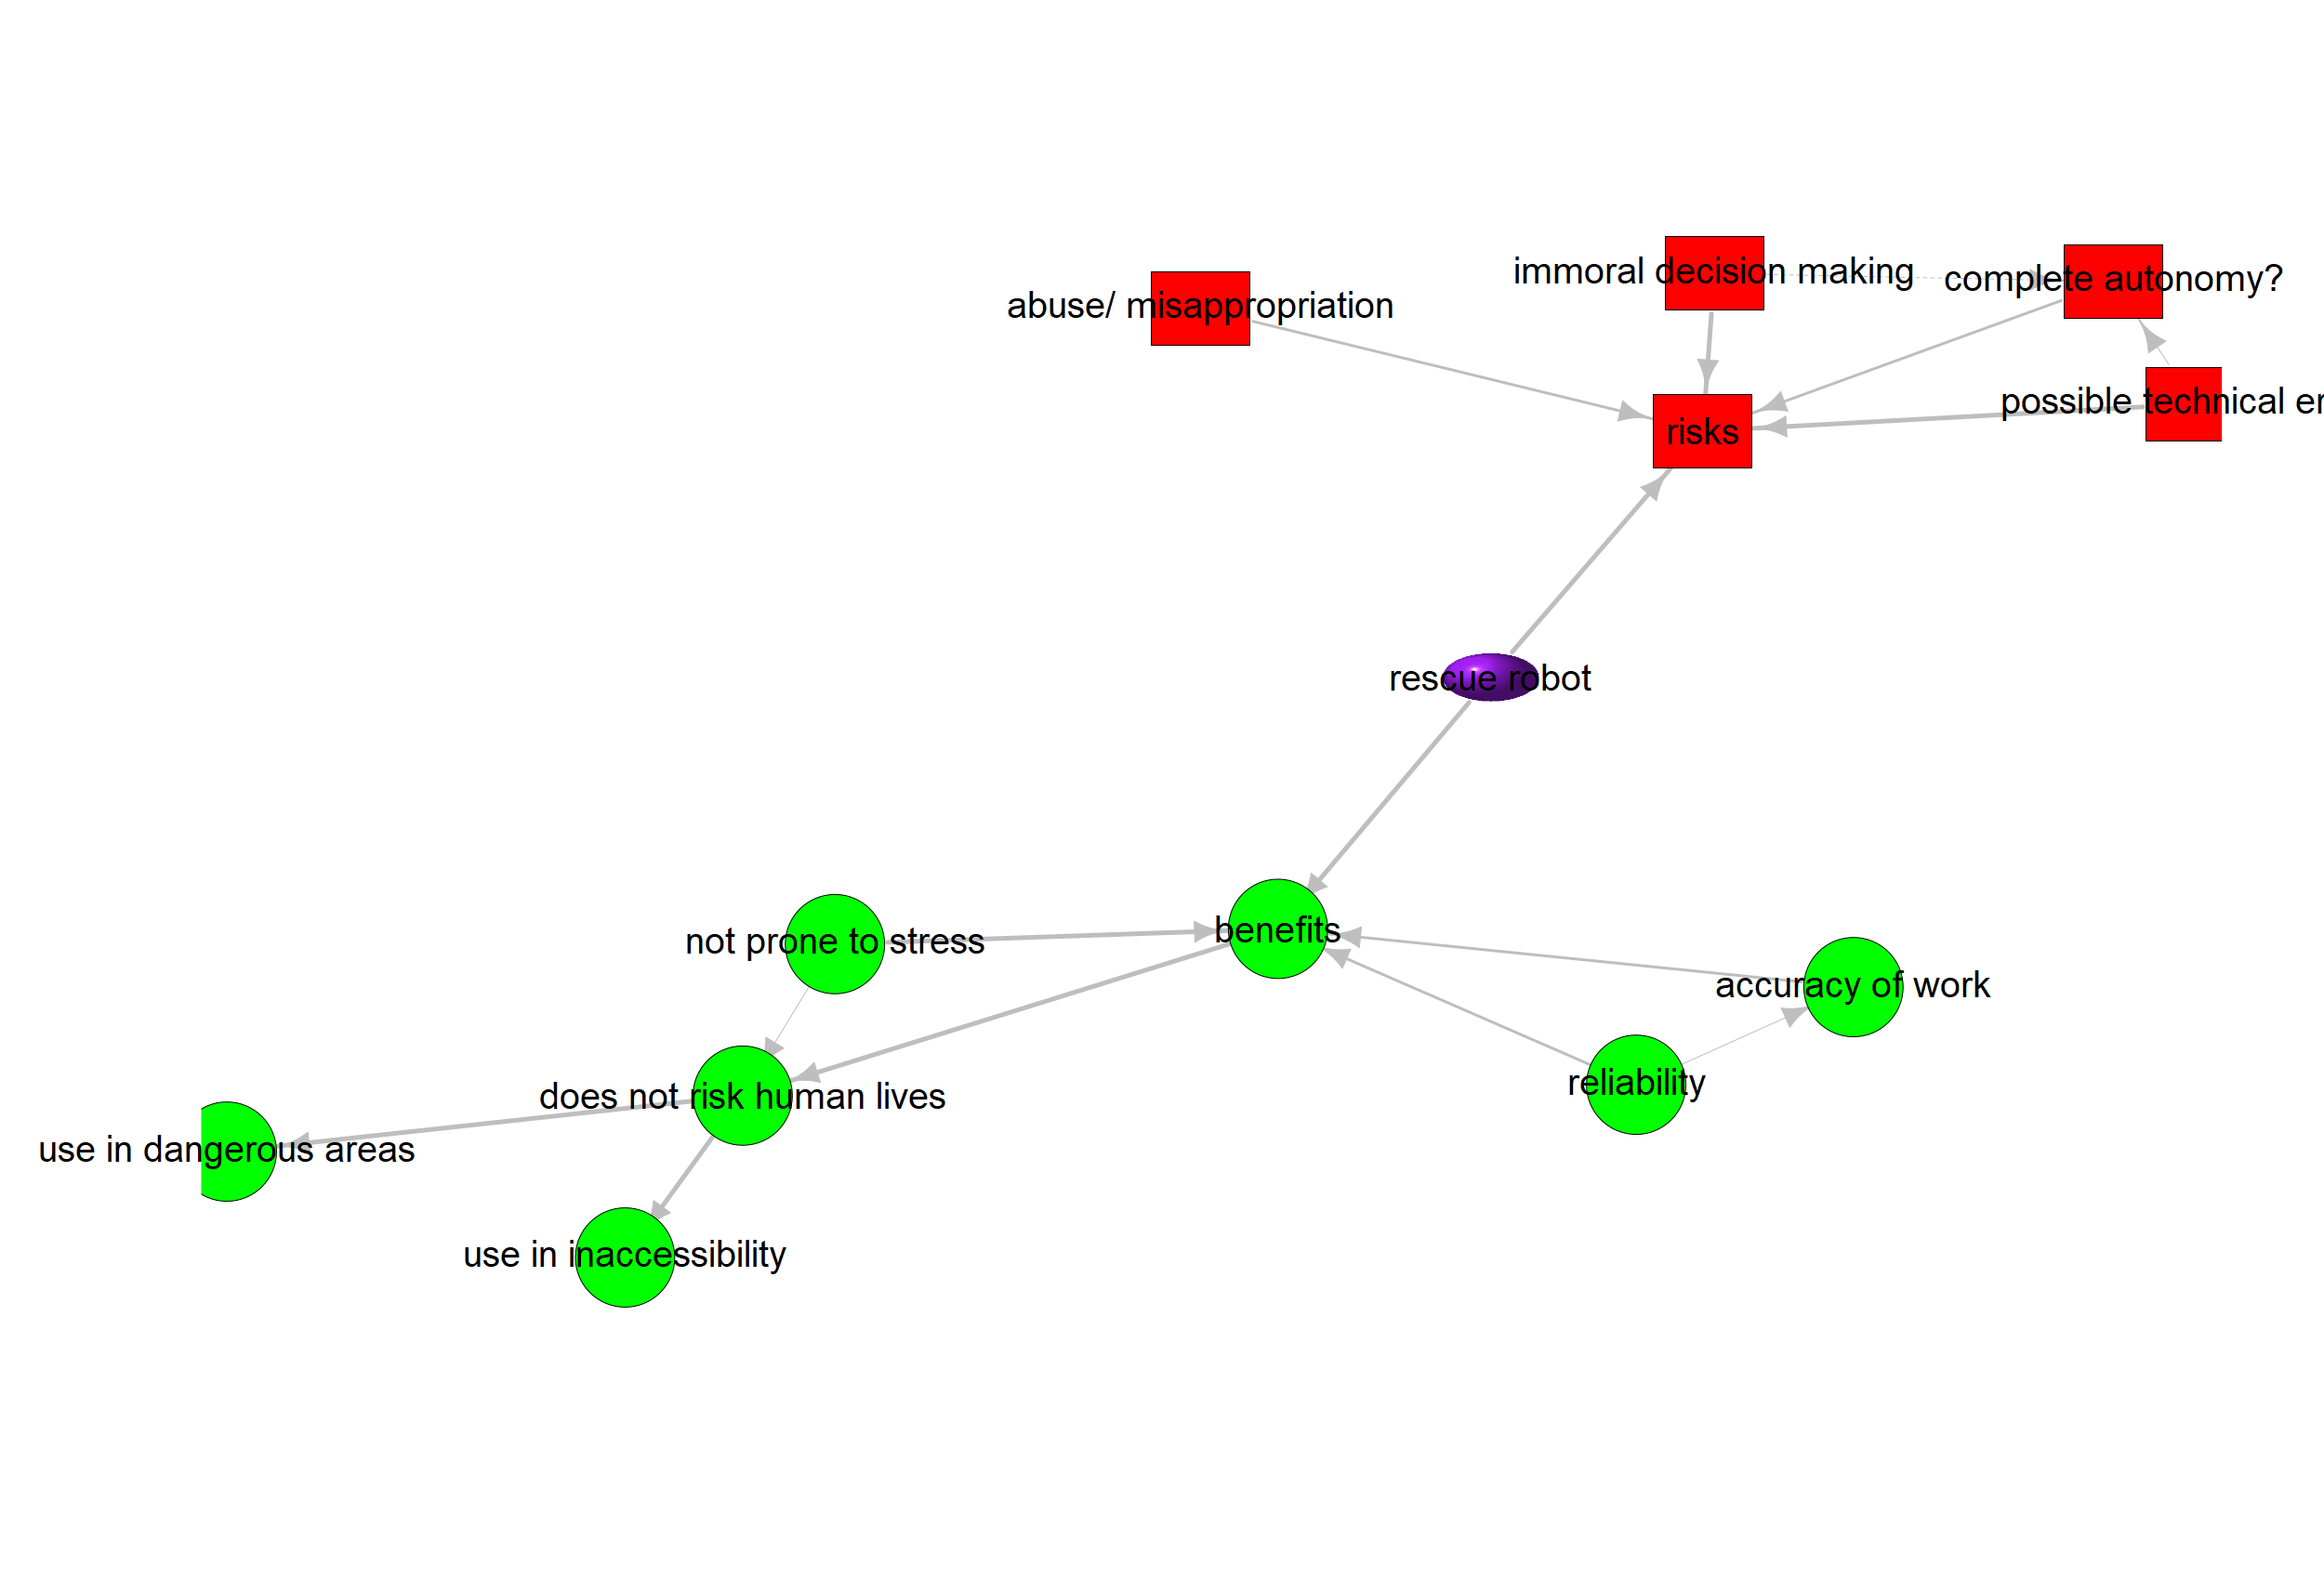 immoral decision making
complete autonomy?
abuse/ misappropriation
possible technical
risks
rescue robot
benefits
not prone to stress
accuracy of work
reliability
does not risk human lives
use in dangerous areas
use in inaccessibility